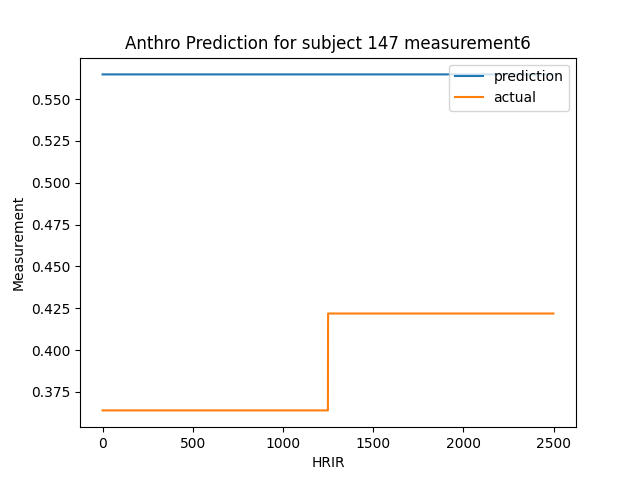 Anthro Prediction for subject 147 measurement6
prediction
actual
0.550
0.525
0.500
0.475
0.450
0.425
0.400
0.375
Measurement
0 500 1000 1500 2000 2500
HRIR